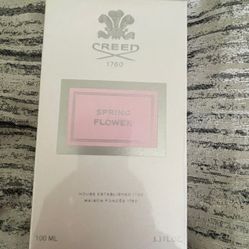 CREED
1760
SPRING
FLOWER
HOUSE ESTABLISHED 1760
MAISON FONDÉE 1760
100 ML
3.3 FL.OZ